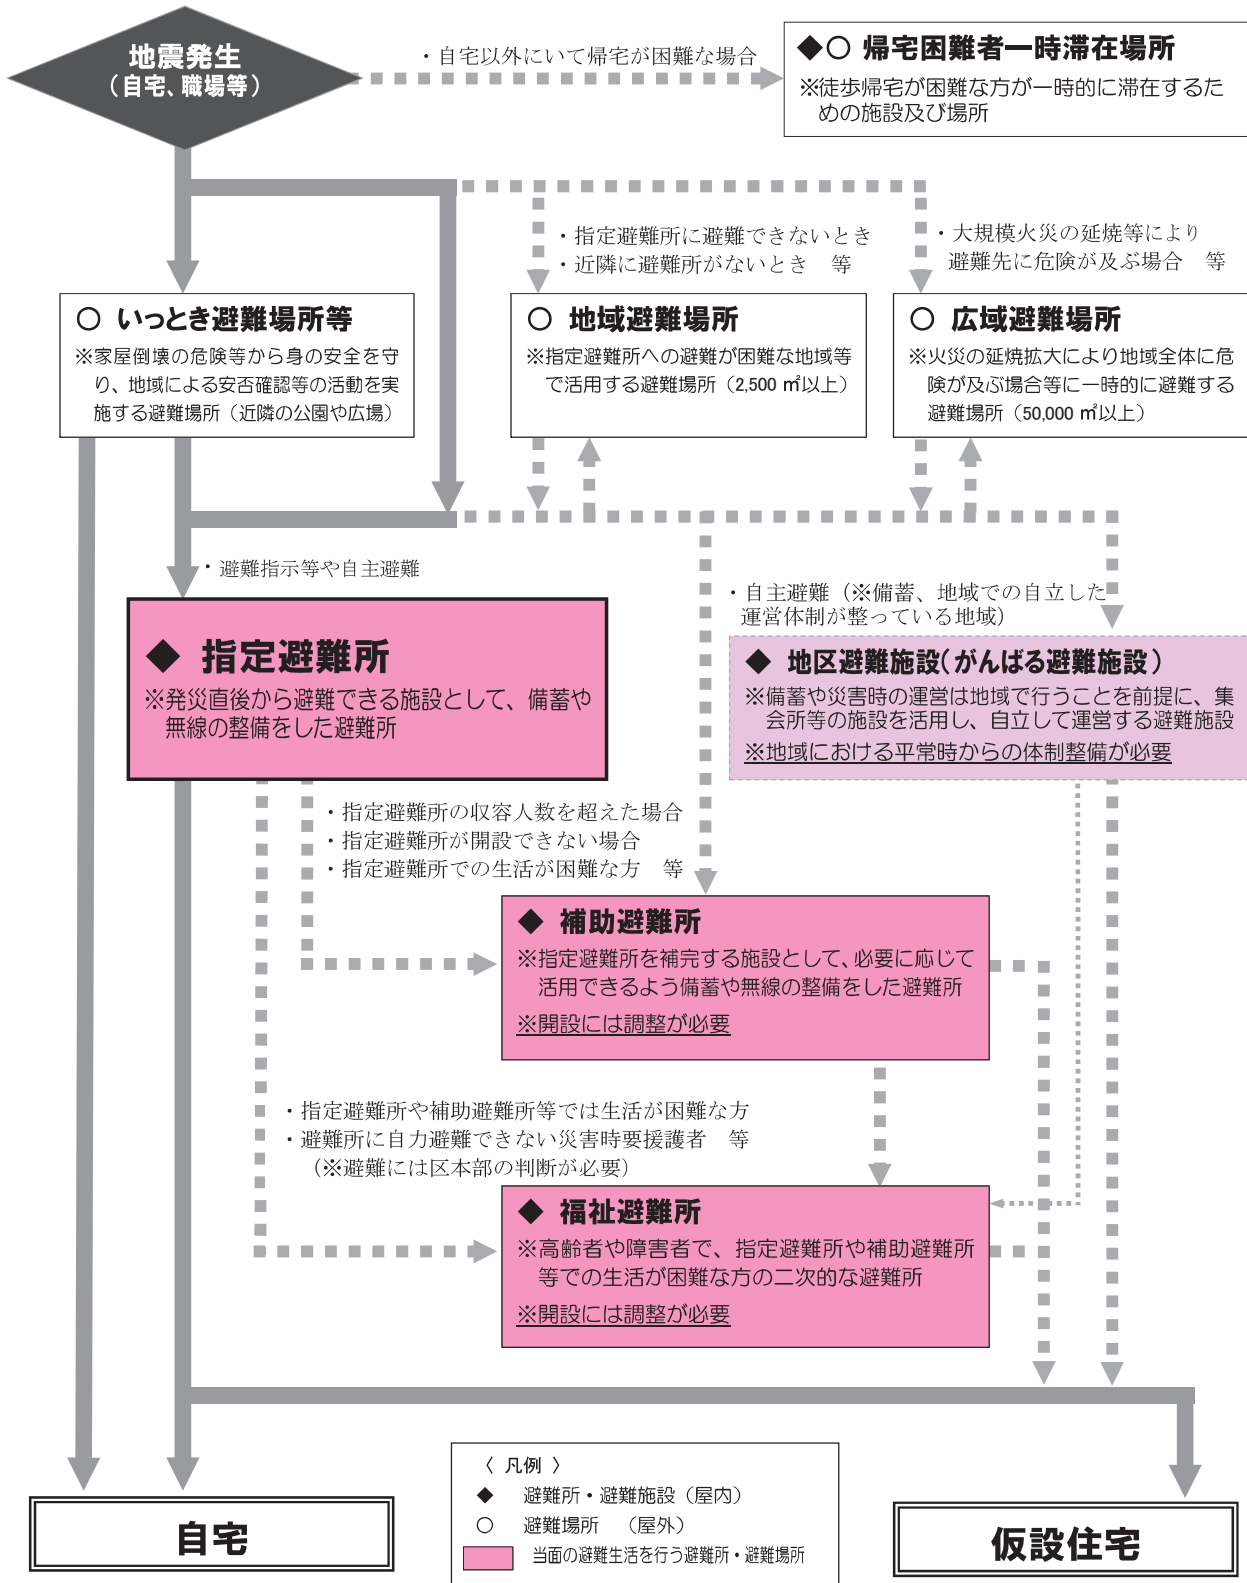 地震発生
（自宅、職場等）
・自宅以外にいて帰宅が困難な場合
◆○ 帰宅困難者一時滞在場所
※徒歩帰宅が困難な方が一時的に滞在するた
めの施設及び場所
・指定避難所に避難できないとき
・近隣に避難所がないとき 等
・大規模火災の延焼等により
避難先に危険が及ぶ場合 等
○ いっとき避難場所等
※家屋倒壊の危険等から身の安全を守
り、地域による安否確認等の活動を実
施する避難場所（近隣の公園や広場）
○ 地域避難場所
※指定避難所への避難が困難な地域等
で活用する避難場所（2,500 ㎡以上）
○ 広域避難場所
※火災の延焼拡大により地域全体に危
険が及ぶ場合等に一時的に避難する
避難場所（50,000 ㎡以上）
・避難指示等や自主避難
◆ 指定避難所
※発災直後から避難できる施設として、備蓄や
無線の整備をした避難所
・自主避難（※備蓄、地域での自立した
運営体制が整っている地域）
◆ 地区避難施設（がんばる避難施設）
※備蓄や災害時の運営は地域で行うことを前提に、集
会所等の施設を活用し、自立して運営する避難施設
※地域における平常時からの体制整備が必要
・指定避難所の収容人数を超えた場合
・指定避難所が開設できない場合
・指定避難所での生活が困難な方 等
◆ 補助避難所
※指定避難所を補完する施設として、必要に応じて
活用できるよう備蓄や無線の整備をした避難所
※開設には調整が必要
・指定避難所や補助避難所等では生活が困難な方
・避難所に自力避難できない災害時要援護者 等
（※避難には区本部の判断が必要）
◆ 福祉避難所
※高齢者や障害者で、指定避難所や補助避難所
等での生活が困難な方の二次的な避難所
※開設には調整が必要
自宅
〈 凡例 〉
◆ 避難所・避難施設（屋内）
○ 避難場所 （屋外）
当面の避難生活を行う避難所・避難場所
仮設住宅